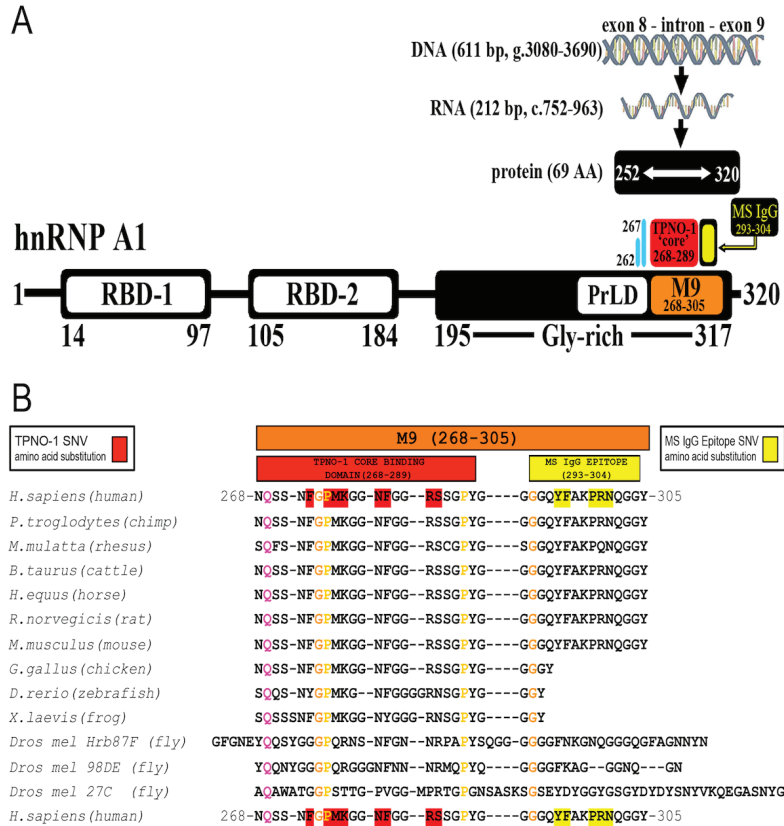 A
exon 8 - intron - exon 9
DNA (611 bp, g.3080-3690)
RNA (212 bp, c.752-963)
protein (69 AA)
252 320
MS IgG
293-304
hnRNP A1
267
262
TPNO-1
'core'
268-289
1 RBD-1 RBD-2 PrLD M9 320
268-305
14 97 105 184 195 Gly-rich 317
B
TPNO-1 SNV
amino acid substitution
M9 (268-305)
MS IgG Epitope SNV
amino acid substitution
TPNO-1 CORE BINDING
DOMAIN(268-289)
MS IgG EPITOPE
(293-304)
H.sapiens(human) 268-NQSS-NFGPMKGG-NFGG--RSSGPYG----GGGQYFAKPRNQGGY-305
P.troglodytes(chimp) NQSS-NFGPMKGG-NFGG--RSSGPYG----GGGQYFAKPRNQGGY
M.mulatta(rhesus) SQFS-NFGPMKGG-NFGG--RSCGPYG----SGGQYFAKPQNQGGY
B.taurus(cattle) NQSS-NFGPMKGG-NFGG--RSSGPYG----GGGQYFAKPRNQGGY
H.equus(horse) NQSS-NFGPMKGG-NFGG--RSSGPYG----GGGQYFAKPRNQGGY
R.norvegicis(rat) NQSS-NFGPMKGG-NFGG--RSSGPYG----GGGQYFAKPRNQGGY
M.musculus(mouse) NQSS-NFGPMKGG-NFGG--RSSGPYG----GGGQYFAKPRNQGGY
G.gallus(chicken) NQSS-NFGPMKGG-NFGG--RSSGPYG----GGGY
D.rerio(zebrafish) SQQS-NYGPMKG--NFGGGGRNSGPYG----GGY
X.laevis(frog) SQSSSNFGPMKG--NYGGG-RNSGPYG----GGY
Dros mel Hrb87F (fly) GFGNEYQQSYGGGPQRNS-NFGN--NRPAPYSQGG-GGGGFNKGNQGGGQGFAGNNYN
Dros mel 98DE (fly) YQQNYGGGPQRGGGNFNN--NRMQPYQ----GGGGFKAG--GGNQ---GN
Dros mel 27C (fly) AQAWATGGPSTTG-PVGG-MPRTGPGNSASKSGSEYDYGGYGSGYDYDYSNYVKQEGASNYG
H.sapiens(human) 268-NQSS-NFGPMKGG-NFGG--RSSGPYG----GGGQYFAKPRNQGGY-305